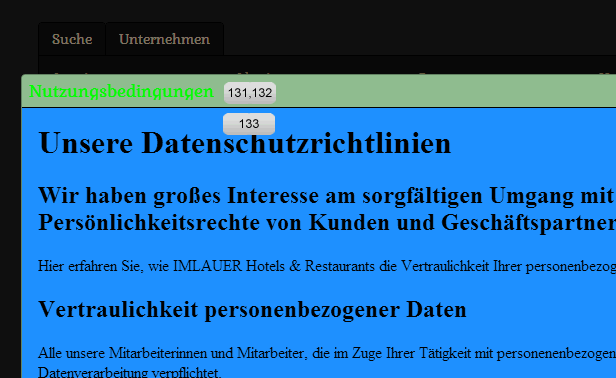 Suche Unternehmen
Nutzungsbedingungen 131,132
133
Unsere Datenschutzrichtlinien
Wir haben großes Interesse am sorgfältigen Umgang mit
Persönlichkeitsrechte von Kunden und Geschäftspartner
Hier erfahren Sie, wie IMLAUER Hotels & Restaurants die Vertraulichkeit Ihrer personenbezog
Vertraulichkeit personenbezogener Daten
Alle unsere Mitarbeiterinnen und Mitarbeiter, die im Zuge Ihrer Tätigkeit mit personenenbezogen
Datenverarbeitung verpflichtet.